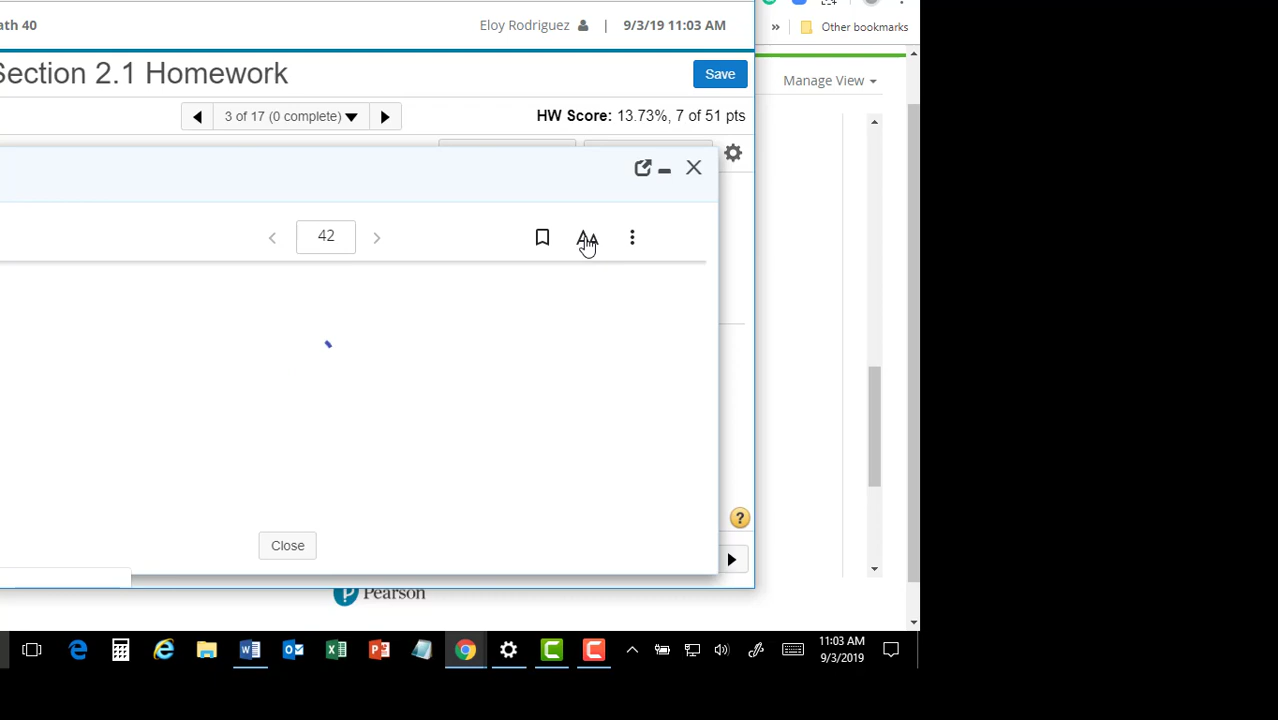 ath 40
Eloy Rodriguez | 9/3/19 11:03 AM
Other bookmarks
Section 2.1 Homework
Save
Manage View
3 of 17 (0 complete)
HW Score: 13.73%, 7 of 51 pts
42
AA
Close
?
Pearson
11:03 AM
9/3/2019